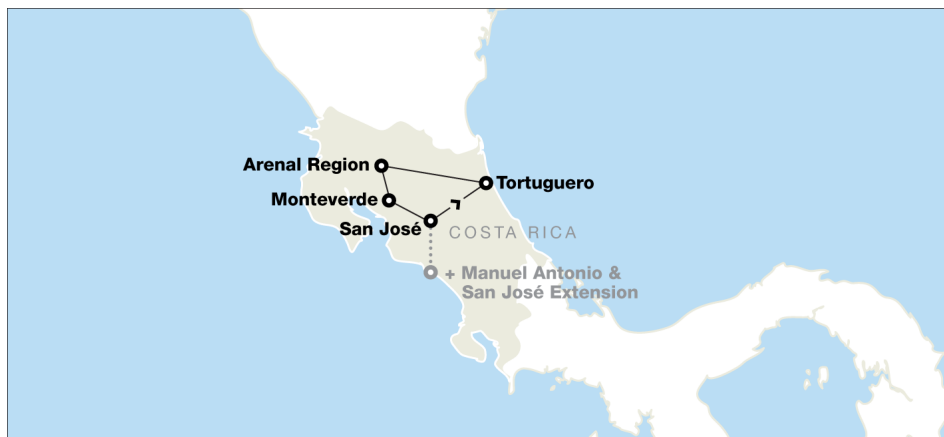 Arenal Region
Tortuguero
Monteverde
San José
COSTA RICA
+ Manuel Antonio &
San José Extension